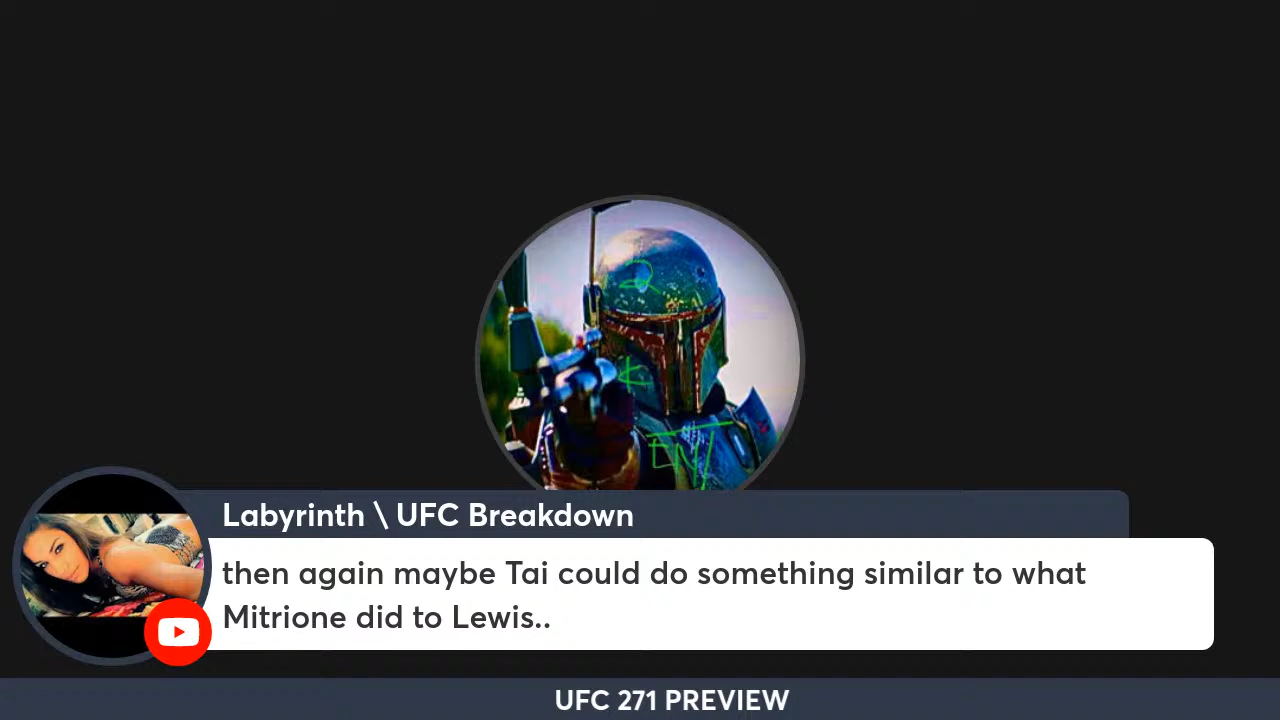 Labyrinth \ UFC Breakdown
then again maybe Tai could do something similar to what
Mitrione did to Lewis..
UFC 271 PREVIEW